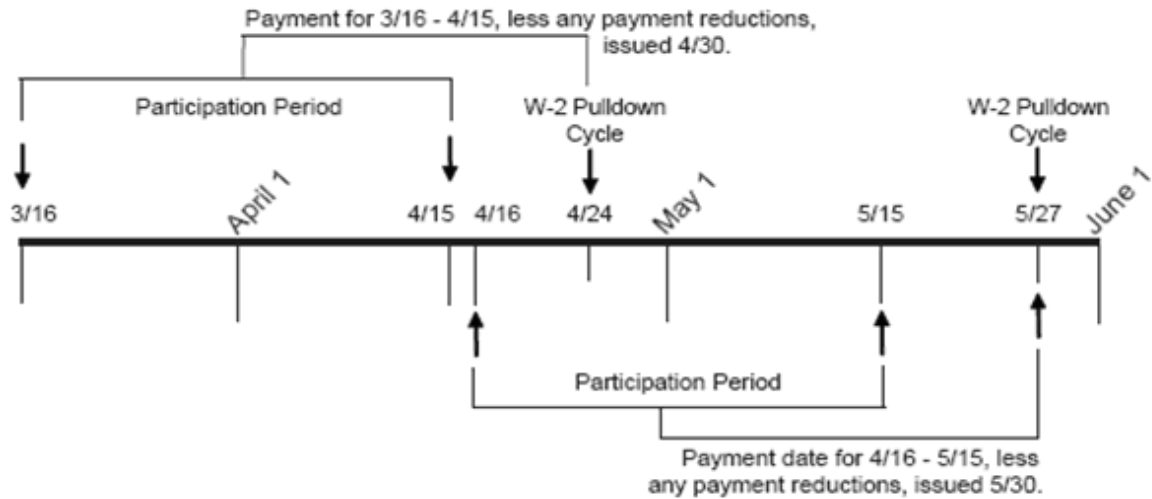 Payment for 3/16 - 4/15, less any payment reductions,
issued 4/30.
Participation Period
W-2 Pulldown
Cycle
W-2 Pulldown
Cycle
3/16
April 1
4/15
4/16
4/24
May 1
5/15
5/27
June 1
Participation Period
Payment date for 4/16 - 5/15, less
any payment reductions, issued 5/30.